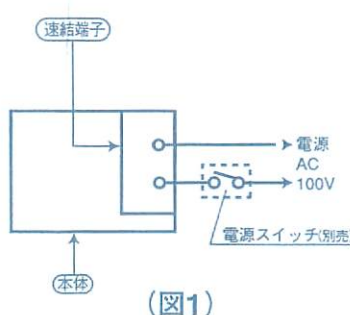 速結端子
電源
AC
100V
電源スイッチ(別売)
本体
(図1)